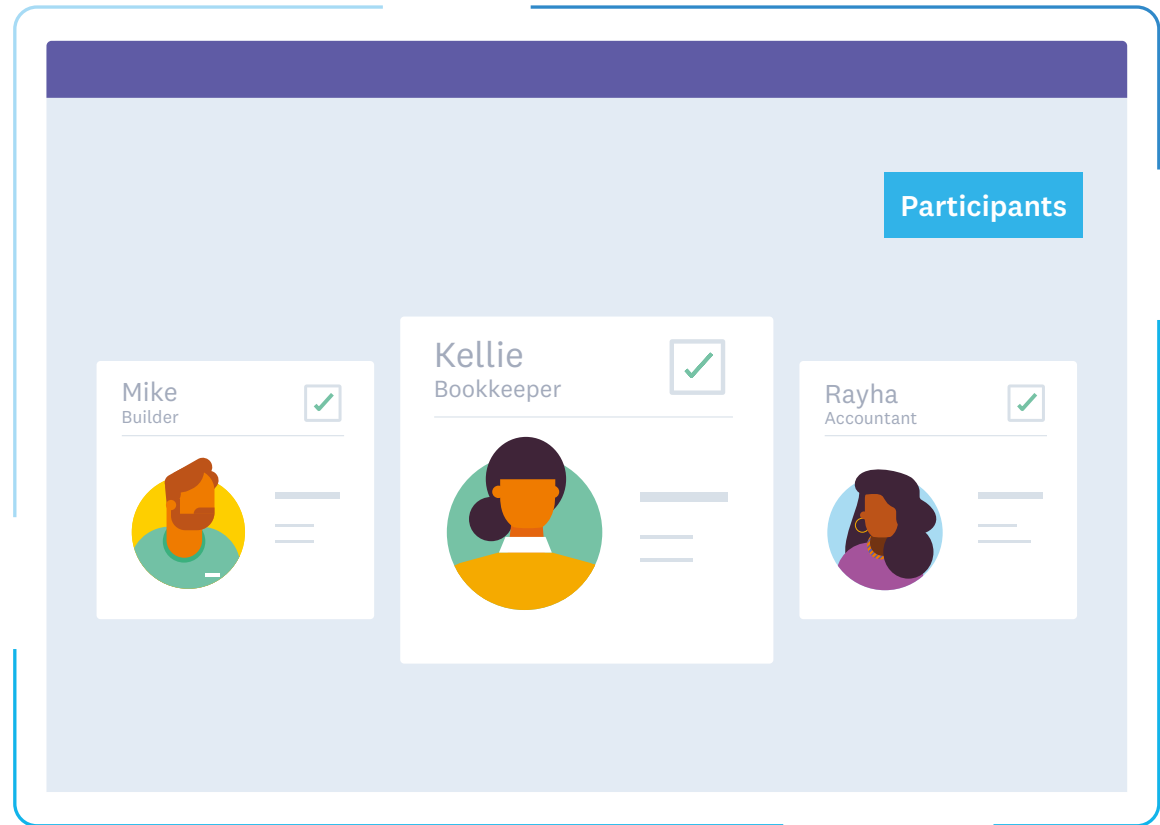 Participants
Mike
Builder
Kellie
Bookkeeper
Rayha
Accountant